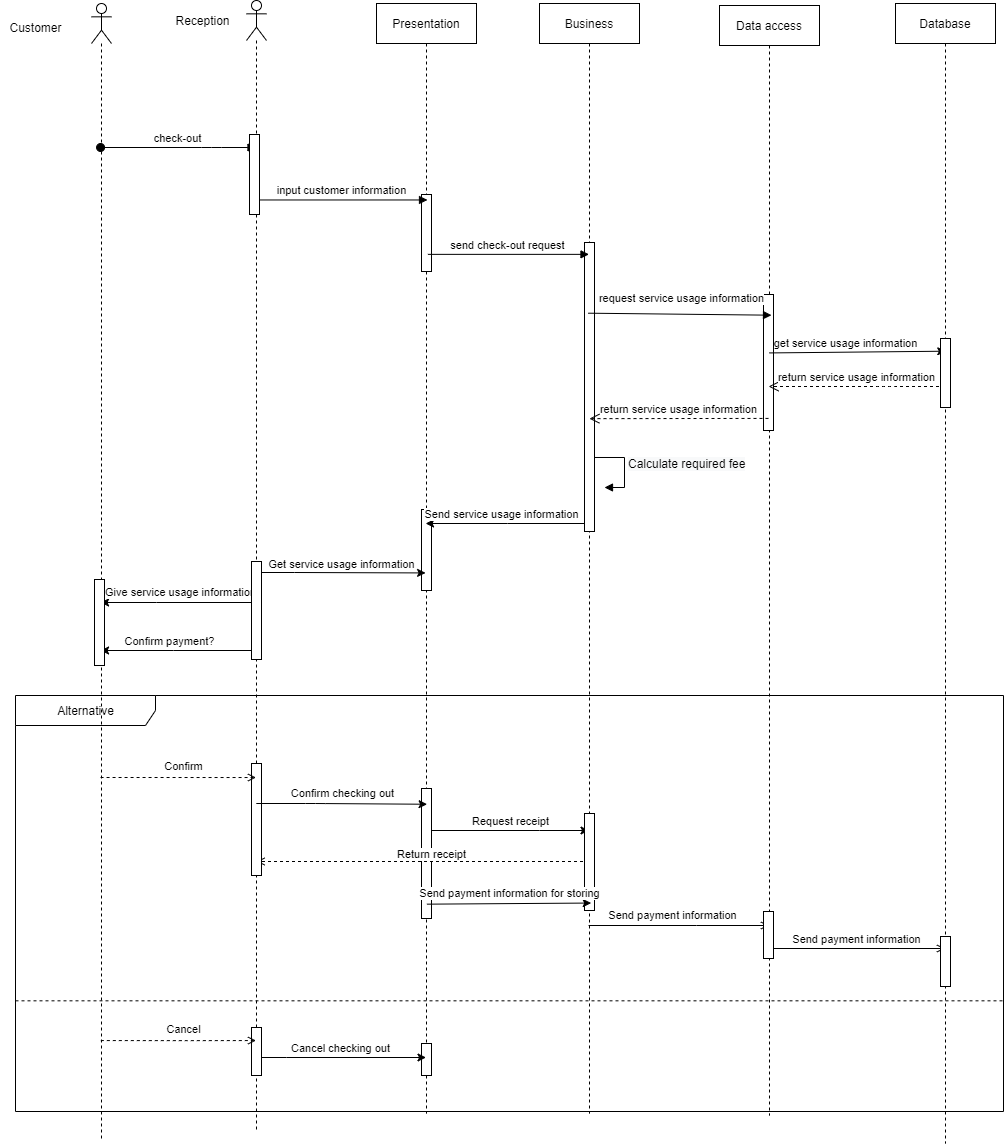 Customer
Reception
Presentation
Business
Data access
Database
check-out
input customer information
send check-out request
request service usage information
get service usage information
return service usage information
return service usage information
Calculate required fee
Send service usage information
Get service usage information
Give service usage information
Confirm payment?
Alternative
Confirm
Confirm checking out
Request receipt
Return receipt
Send payment information for storing
Send payment information
Send payment information
Cancel
Cancel checking out